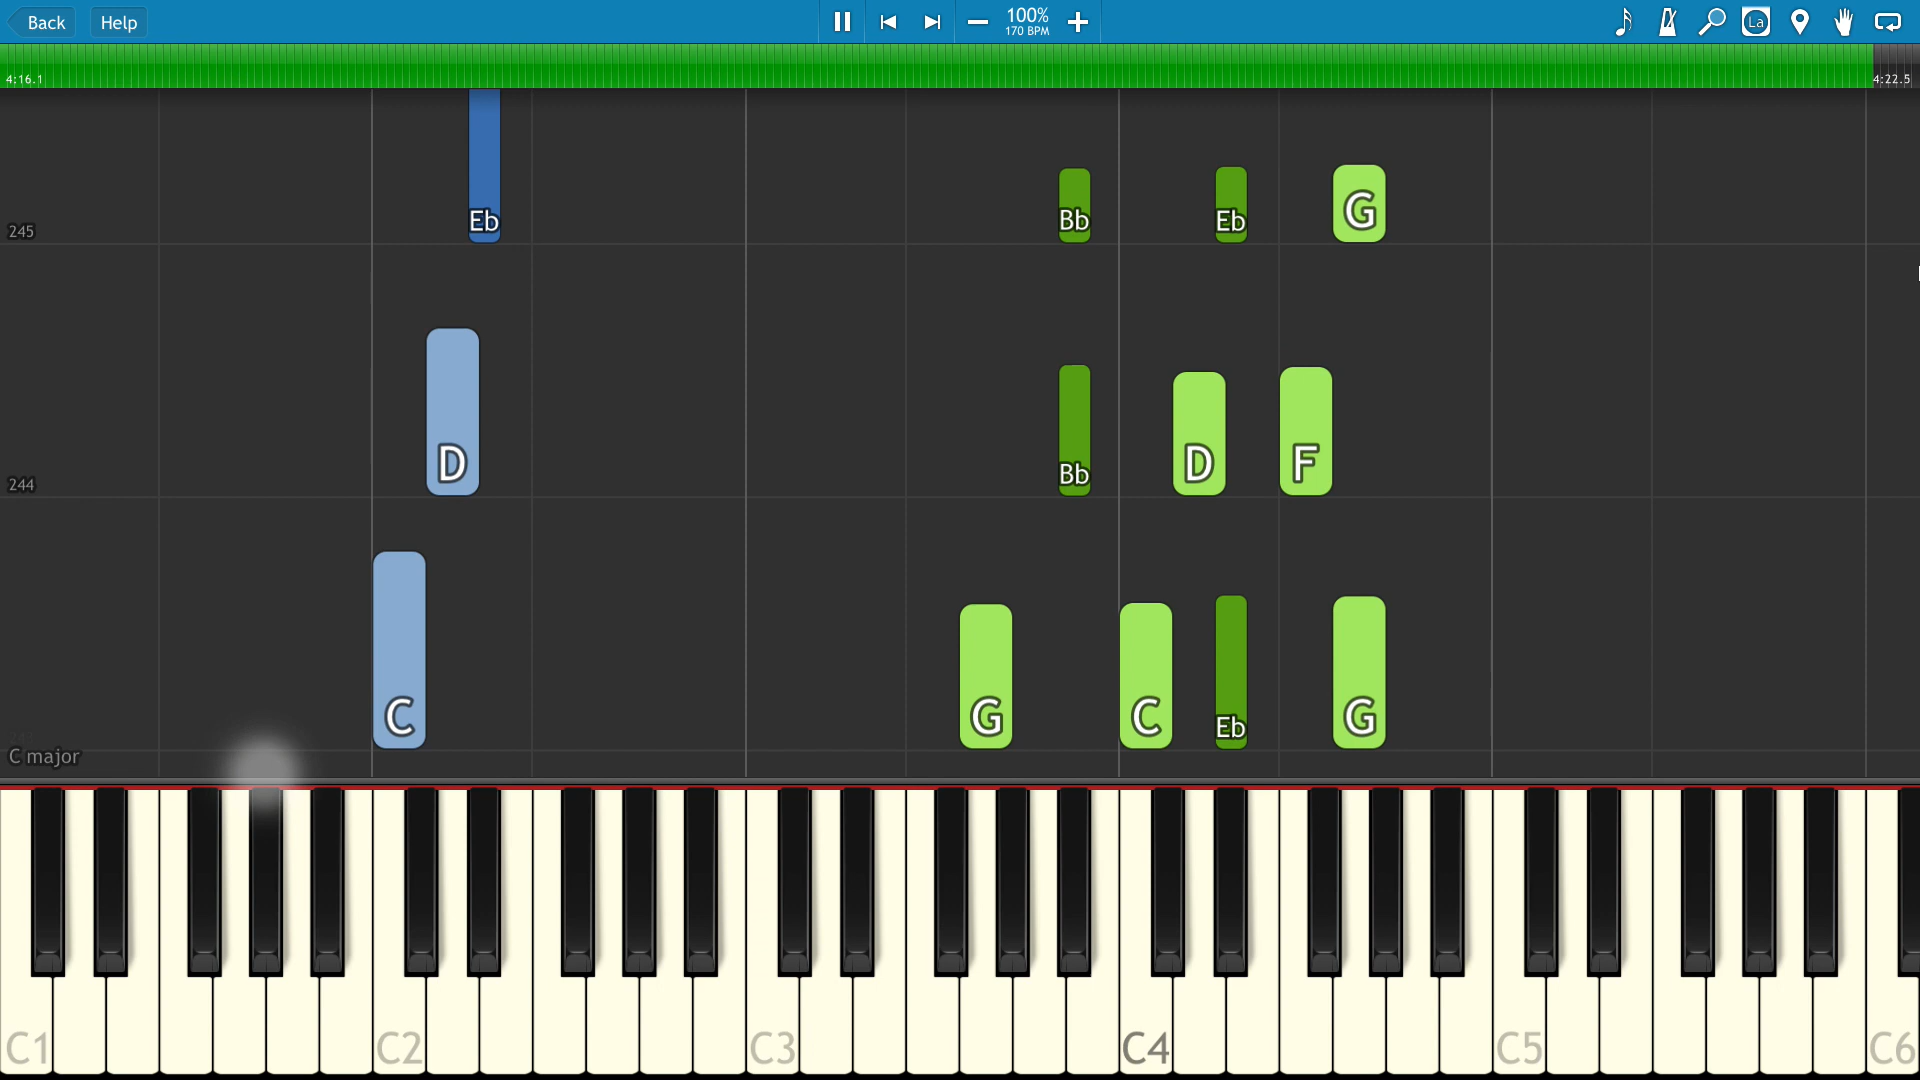 Back Help
100%
170 BPM
La
4:16.1 4:22.5
Eb Bb Eb G
245
D Bb D F
244
C G C Eb G
C major
C1 C2 C3 C4 C5 C6